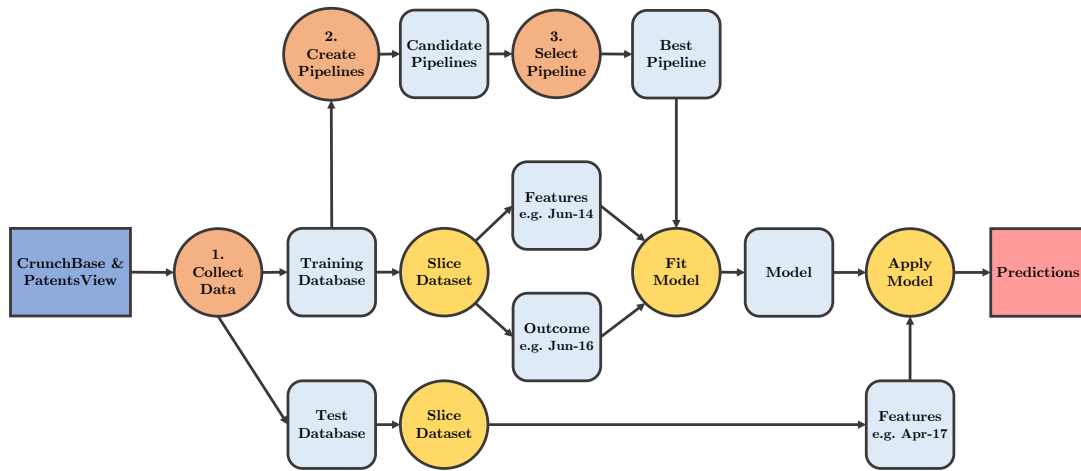 2.
Create
Pipelines
Candidate
Pipelines
3.
Select
Pipeline
Best
Pipeline
Features
e.g. Jun-14
CrunchBase &
PatentsView
1.
Collect
Data
Training
Database
Slice
Dataset
Fit
Model
Model
Apply
Model
Predictions
Outcome
e.g. Jun-16
Test
Database
Slice
Dataset
Features
e.g. Apr-17